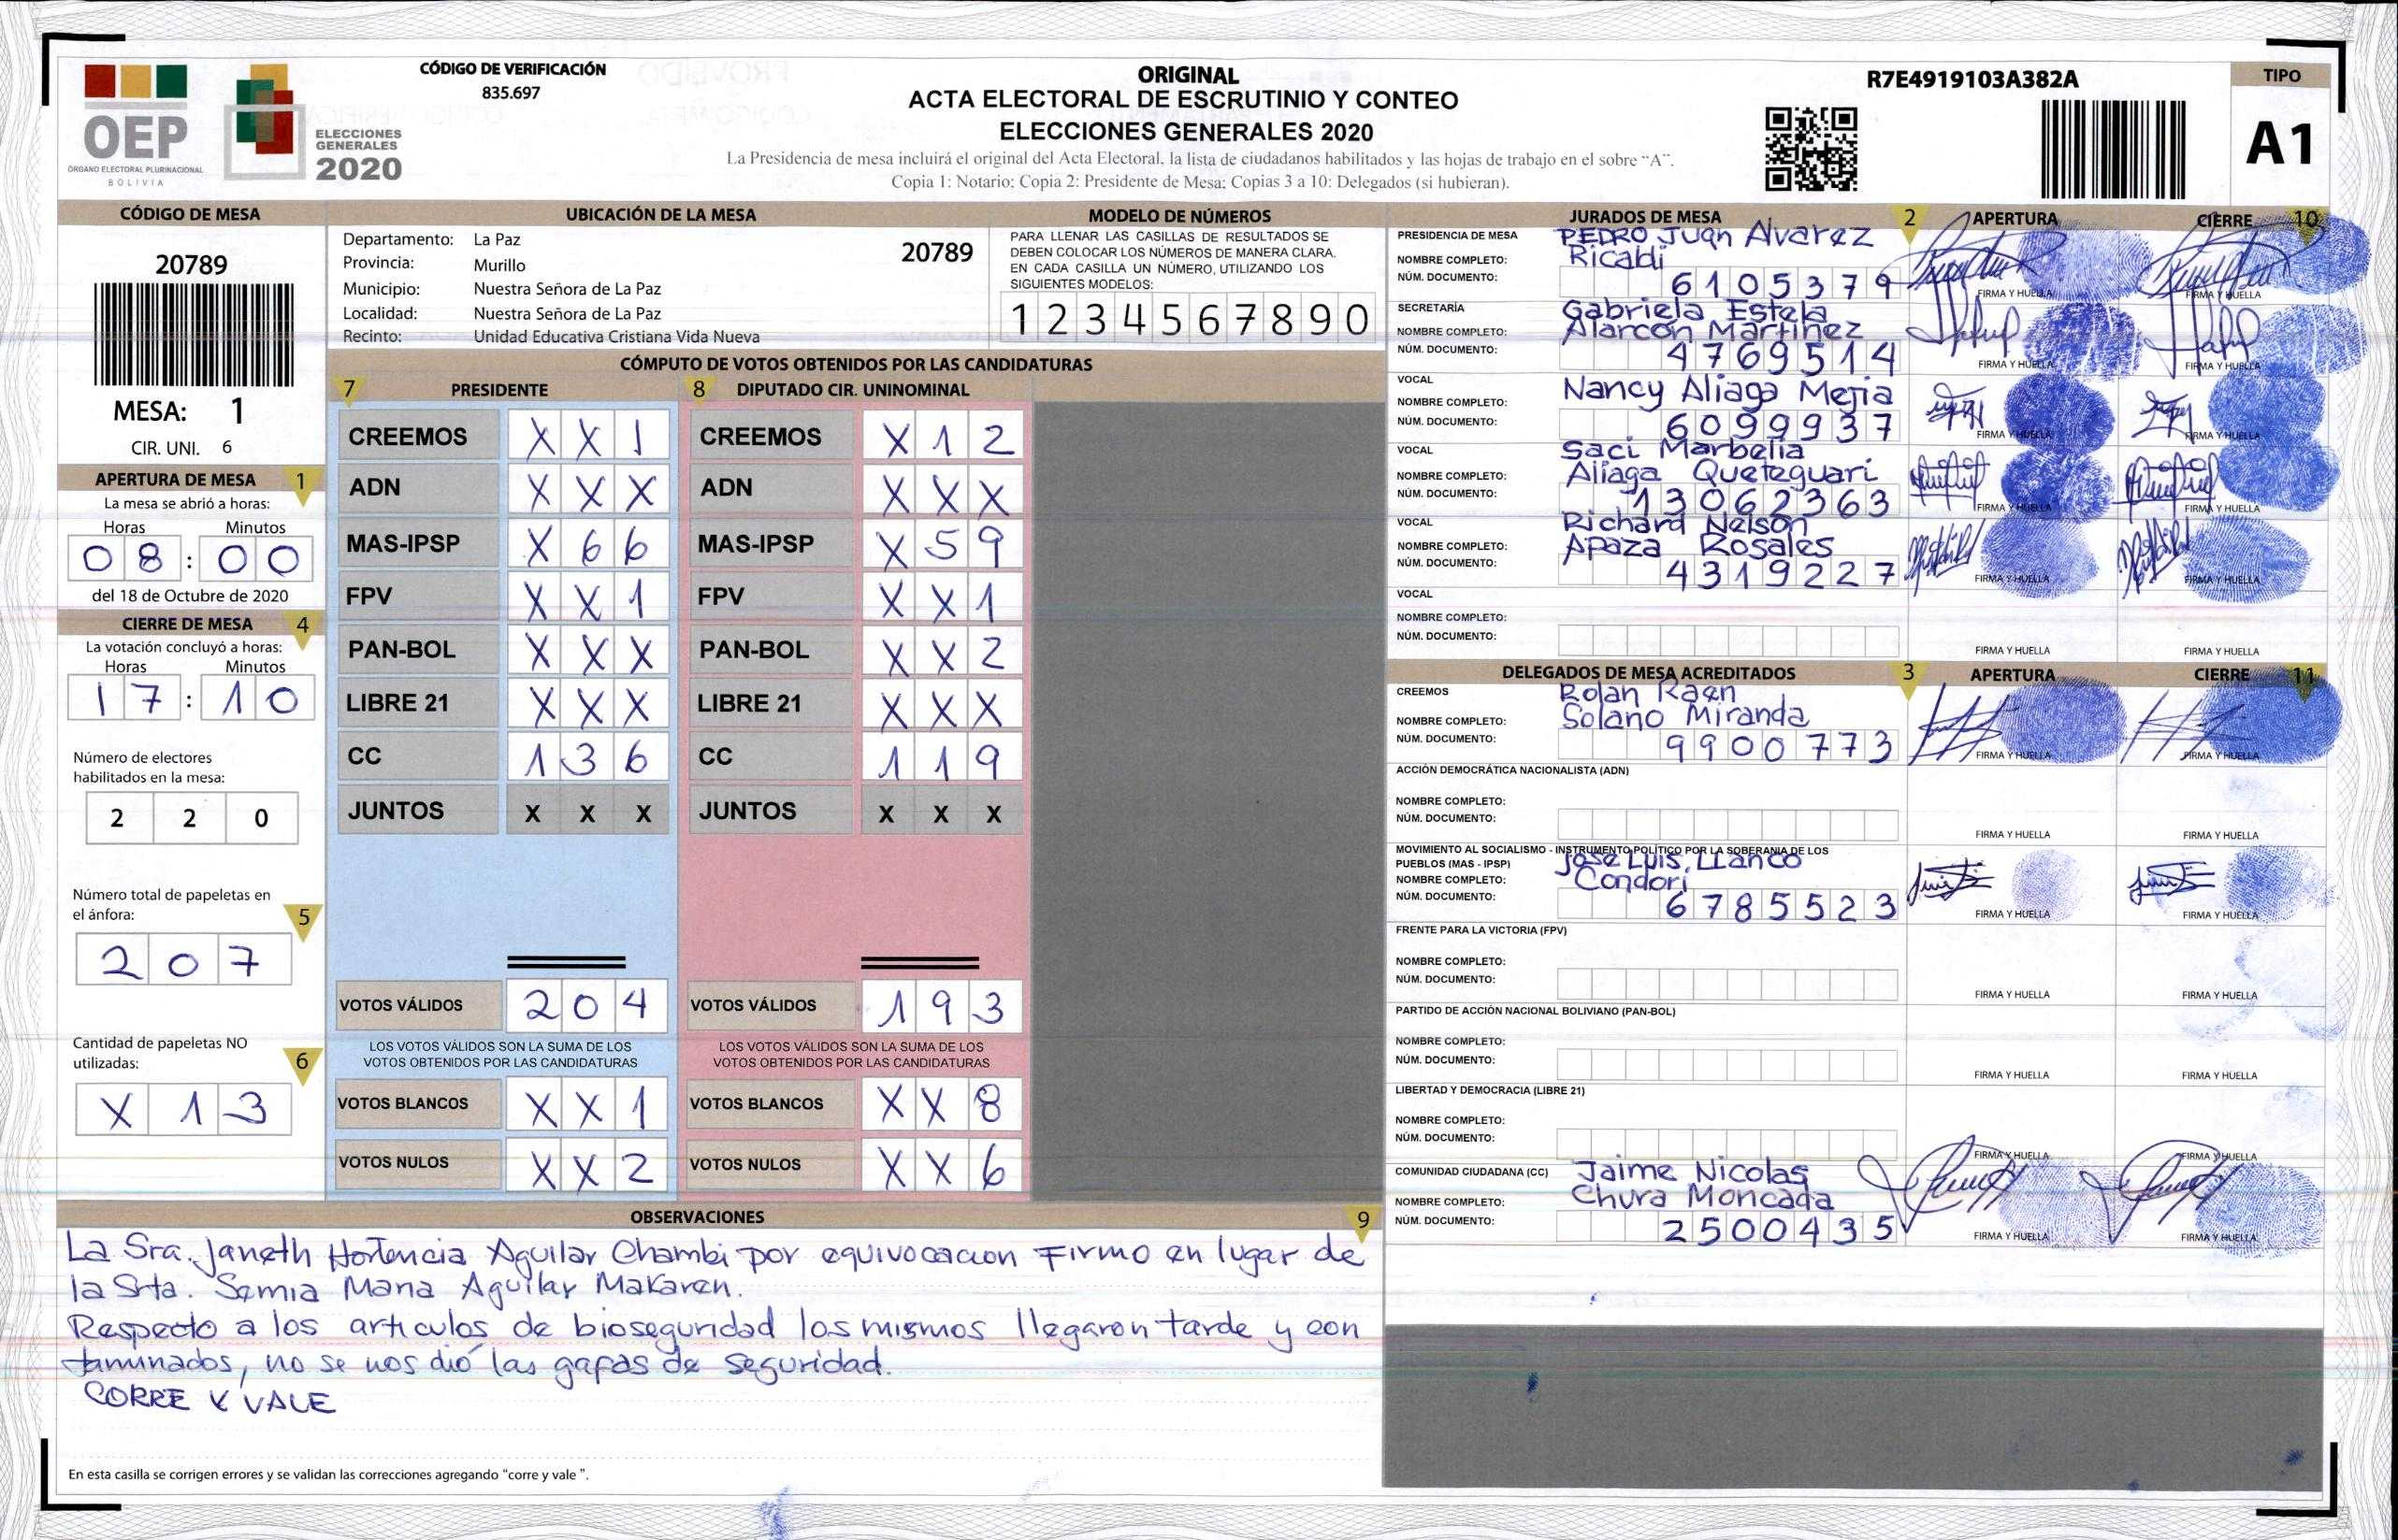 OEP
ÓRGANO ELECTORAL PLURINACIONAL
BOLIVIA
ELECCIONES
GENERALES
2020
CÓDIGO DE VERIFICACIÓN
835.697
ORIGINAL
ACTA ELECTORAL DE ESCRUTINIO Y CONTEO
ELECCIONES GENERALES 2020
La Presidencia de mesa incluirá el original del Acta Electoral, la lista de ciudadanos habilitados y las hojas de trabajo en el sobre “A”.
Copia 1: Notario; Copia 2: Presidente de Mesa; Copias 3 a 10: Delegados (si hubieran).
R7E4919103A382A
TIPO
A1
CÓDIGO DE MESA
20789
MESA: 1
CIR. UNI. 6
APERTURA DE MESA 1
La mesa se abrió a horas:
Horas Minutos
08 : 00
del 18 de Octubre de 2020
CIERRE DE MESA 4
La votación concluyó a horas:
Horas Minutos
17 : 10
Número de electores
habilitados en la mesa:
2 2 0
Número total de papeletas en
el ánfora: 5
2 0 7
Cantidad de papeletas NO
utilizadas: 6
X 1 3
UBICACIÓN DE LA MESA
Departamento: La Paz 20789
Provincia: Murillo
Municipio: Nuestra Señora de La Paz
Localidad: Nuestra Señora de La Paz
Recinto: Unidad Educativa Cristiana Vida Nueva
MODELO DE NÚMEROS
PARA LLENAR LAS CASILLAS DE RESULTADOS SE
DEBEN COLOCAR LOS NÚMEROS DE MANERA CLARA.
EN CADA CASILLA UN NÚMERO, UTILIZANDO LOS
SIGUIENTES MODELOS:
1 2 3 4 5 6 7 8 9 0
CÓMPUTO DE VOTOS OBTENIDOS POR LAS CANDIDATURAS
7 PRESIDENTE 8 DIPUTADO CIR. UNINOMINAL
CREEMOS X X 1 CREEMOS X 1 2
ADN X X X ADN X X X
MAS-IPSP X 6 6 MAS-IPSP X 5 9
FPV X X 1 FPV X X 1
PAN-BOL X X X PAN-BOL X X 2
LIBRE 21 X X X LIBRE 21 X X X
CC 1 3 6 CC 1 1 9
JUNTOS X X X JUNTOS X X X
VOTOS VÁLIDOS 2 0 4 VOTOS VÁLIDOS 1 9 3
LOS VOTOS VÁLIDOS SON LA SUMA DE LOS LOS VOTOS VÁLIDOS SON LA SUMA DE LOS
VOTOS OBTENIDOS POR LAS CANDIDATURAS VOTOS OBTENIDOS POR LAS CANDIDATURAS
VOTOS BLANCOS X X 1 VOTOS BLANCOS X X 8
VOTOS NULOS X X 2 VOTOS NULOS X X 6
OBSERVACIONES 9
La Sra. Janeth Hortencia Aguilar Chambi por equivocacion Firmo en lugar de
la Srta. Semia Mana Aguilar Makaren.
Respecto a los articulos de bioseguridad los mismos llegaron tarde y con
taminados, no se nos dió las gafas de seguridad.
CORRE Y VALE
En esta casilla se corrigen errores y se validan las correcciones agregando “corre y vale ”.
JURADOS DE MESA 2 APERTURA CIERRE 10
PRESIDENCIA DE MESA PEDRO Juan Alvarez
NOMBRE COMPLETO: Ricaldi
NÚM. DOCUMENTO: 6105379
FIRMA Y HUELLA FIRMA Y HUELLA
SECRETARÍA Gabriela Estela
NOMBRE COMPLETO: Alarcón Martinez
NÚM. DOCUMENTO: 4769514
FIRMA Y HUELLA FIRMA Y HUELLA
VOCAL Nancy Aliaga Mejia
NOMBRE COMPLETO:
NÚM. DOCUMENTO: 6099937
FIRMA Y HUELLA FIRMA Y HUELLA
VOCAL Saci Marbelia
NOMBRE COMPLETO: Aliaga Queteguari
NÚM. DOCUMENTO: 13062363
FIRMA Y HUELLA FIRMA Y HUELLA
VOCAL Richard Nelson
NOMBRE COMPLETO: Apaza Rosales
NÚM. DOCUMENTO: 4319227
FIRMA Y HUELLA FIRMA Y HUELLA
VOCAL
NOMBRE COMPLETO:
NÚM. DOCUMENTO:
FIRMA Y HUELLA FIRMA Y HUELLA
DELEGADOS DE MESA ACREDITADOS 3 APERTURA CIERRE 11
CREEMOS Rolan Raen
NOMBRE COMPLETO: Solano Miranda
NÚM. DOCUMENTO: 9900773
FIRMA Y HUELLA FIRMA Y HUELLA
ACCIÓN DEMOCRÁTICA NACIONALISTA (ADN)
NOMBRE COMPLETO:
NÚM. DOCUMENTO:
FIRMA Y HUELLA FIRMA Y HUELLA
MOVIMIENTO AL SOCIALISMO - INSTRUMENTO POLÍTICO POR LA SOBERANIA DE LOS
PUEBLOS (MAS - IPSP) Jose Luis LLanco
NOMBRE COMPLETO: Condori
NÚM. DOCUMENTO: 6785523
FIRMA Y HUELLA FIRMA Y HUELLA
FRENTE PARA LA VICTORIA (FPV)
NOMBRE COMPLETO:
NÚM. DOCUMENTO:
FIRMA Y HUELLA FIRMA Y HUELLA
PARTIDO DE ACCIÓN NACIONAL BOLIVIANO (PAN-BOL)
NOMBRE COMPLETO:
NÚM. DOCUMENTO:
FIRMA Y HUELLA FIRMA Y HUELLA
LIBERTAD Y DEMOCRACIA (LIBRE 21)
NOMBRE COMPLETO:
NÚM. DOCUMENTO:
FIRMA Y HUELLA FIRMA Y HUELLA
COMUNIDAD CIUDADANA (CC) Jaime Nicolas
NOMBRE COMPLETO: Chura Moncada
NÚM. DOCUMENTO: 2500435
FIRMA Y HUELLA FIRMA Y HUELLA